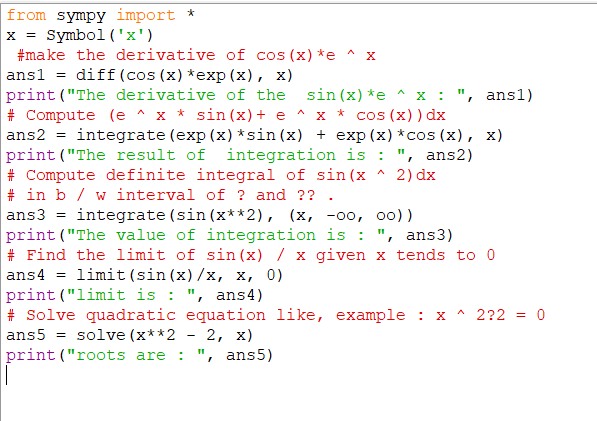 from sympy import *
x = Symbol('x')
 #make the derivative of cos(x)*e ^ x
ans1 = diff(cos(x)*exp(x), x)
print("The derivative of the  sin(x)*e ^ x : ", ans1)
# Compute (e ^ x * sin(x)+ e ^ x * cos(x))dx
ans2 = integrate(exp(x)*sin(x) + exp(x)*cos(x), x)
print("The result of  integration is : ", ans2)
# Compute definite integral of sin(x ^ 2)dx
# in b / w interval of ? and ?? .
ans3 = integrate(sin(x**2), (x, -oo, oo))
print("The value of integration is : ", ans3)
# Find the limit of sin(x) / x given x tends to 0
ans4 = limit(sin(x)/x, x, 0)
print("limit is : ", ans4)
# Solve quadratic equation like, example : x ^ 2?2 = 0
ans5 = solve(x**2 - 2, x)
print("roots are : ", ans5)